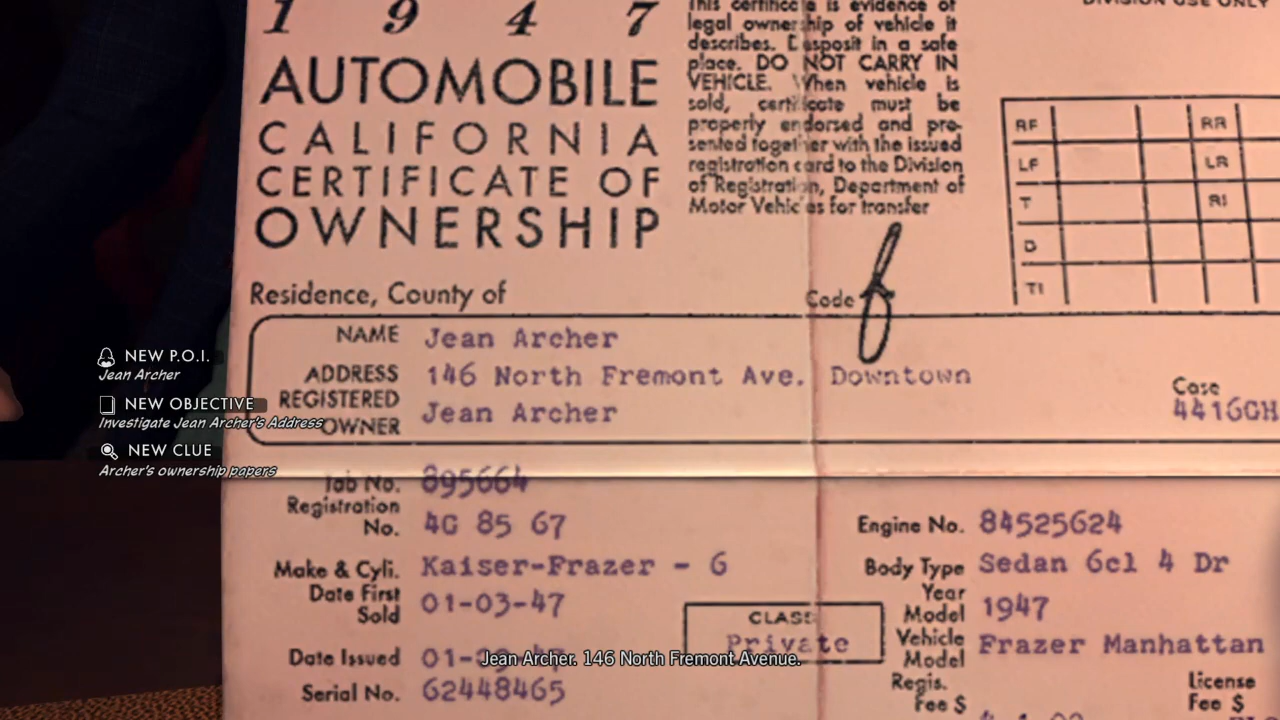 1 9 4 7
AUTOMOBILE
CALIFORNIA
CERTIFICATE OF
OWNERSHIP
This certificate is evidence of
legal ownership of vehicle it
describes. Deposit in a safe
place. DO NOT CARRY IN
VEHICLE. When vehicle is
sold, certificate must be
properly endorsed and pre-
sented together with the issued
registration card to the Division
of Registration, Department of
Motor Vehicles for transfer
DIVISION USE ONLY
RF RR
LF LR
T RI
D
TI
Residence, County of
Code
NAME Jean Archer
ADDRESS 146 North Fremont Ave. Downtown
REGISTERED
OWNER Jean Archer
Case
4416GH
NEW P.O.I.
Jean Archer
NEW OBJECTIVE
Investigate Jean Archer's Address
NEW CLUE
Archer's ownership papers
Tab No. 895664
Registration
No. 4G 85 67
Make & Cyli. Kaiser-Frazer - 6
Date First
Sold 01-03-47
Date Issued
Serial No. 62448465
CLASS
Private
Engine No. 84525624
Body Type Sedan 6cl 4 Dr
Year
Model 1947
Vehicle
Model Frazer Manhattan
Regis.
Fee $
License
Fee $
Jean Archer. 146 North Fremont Avenue.